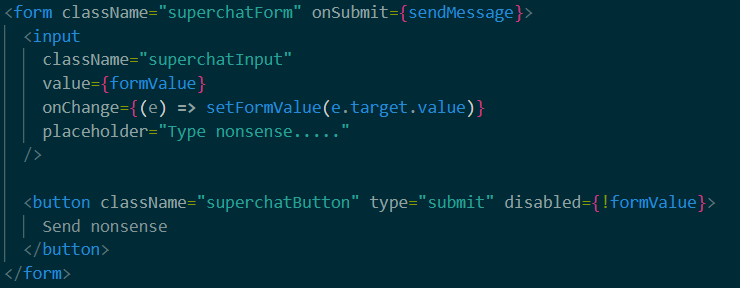 <form className="superchatForm" onSubmit={sendMessage}>
<input
className="superchatInput"
value={formValue}
onChange={(e) => setFormValue(e.target.value)}
placeholder="Type nonsense....."
/>
<button className="superchatButton" type="submit" disabled={!formValue}>
Send nonsense
</button>
</form>